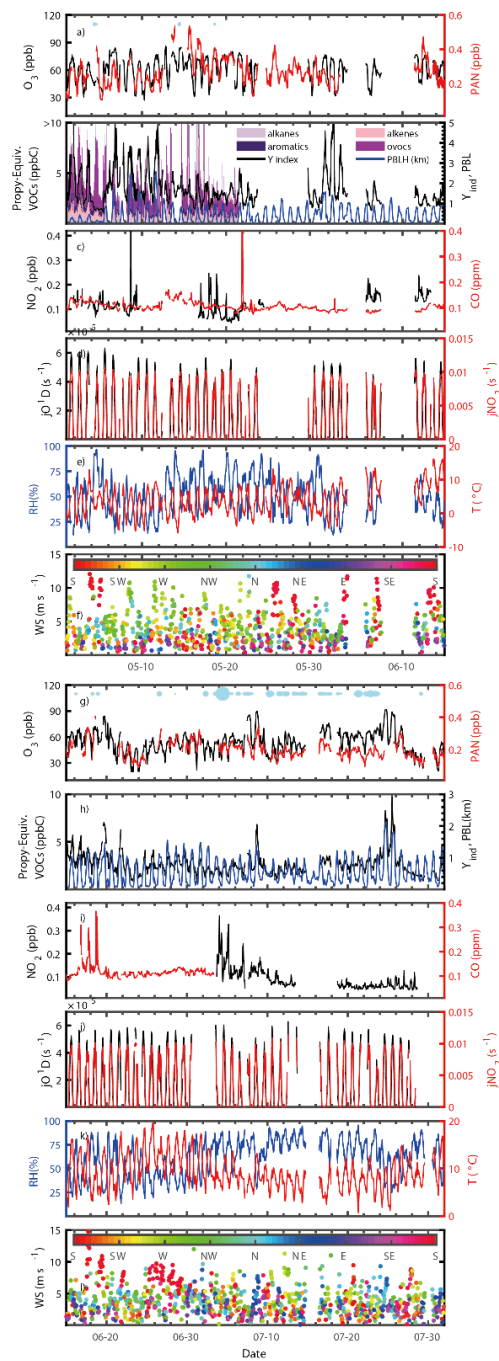 a)
O3 (ppb)
120
90
60
30
0.6
0.4
0.2
PAN (ppb)
Propy-Equiv.
VOCs (ppbC)
>10
5
alkanes
alkenes
aromatics
ovocs
Y index
PBLH (km)
5
4
3
2
1
0
Yind, PBL
c)
NO2 (ppb)
0.4
0.3
0.2
0.1
0.4
0.3
0.2
0.1
CO (ppm)
×10-5
d)
jO1D (s-1)
6
4
2
0.015
0.01
0.005
0
jNO2 (s-1)
e)
RH(%)
100
75
50
25
0
20
10
0
-10
T (°C)
f)
WS (m s-1)
15
10
5
S SW W NW N NE E SE S
05-10 05-20 05-30 06-10
g)
O3 (ppb)
120
90
60
30
0.6
0.4
0.2
0
PAN (ppb)
h)
Propy-Equiv.
VOCs (ppbC)
5
3
2
1
0
Yind, PBL(km)
i)
NO2 (ppb)
0.4
0.3
0.2
0.1
0.4
0.3
0.2
0.1
CO (ppm)
×10-5
j)
jO1D (s-1)
6
4
2
0.015
0.01
0.005
0
jNO2 (s-1)
k)
RH(%)
100
75
50
25
0
20
10
0
T (°C)
WS (m s-1)
15
10
5
S SW W NW N NE E SE S
06-20 06-30 07-10 07-20 07-30
Date